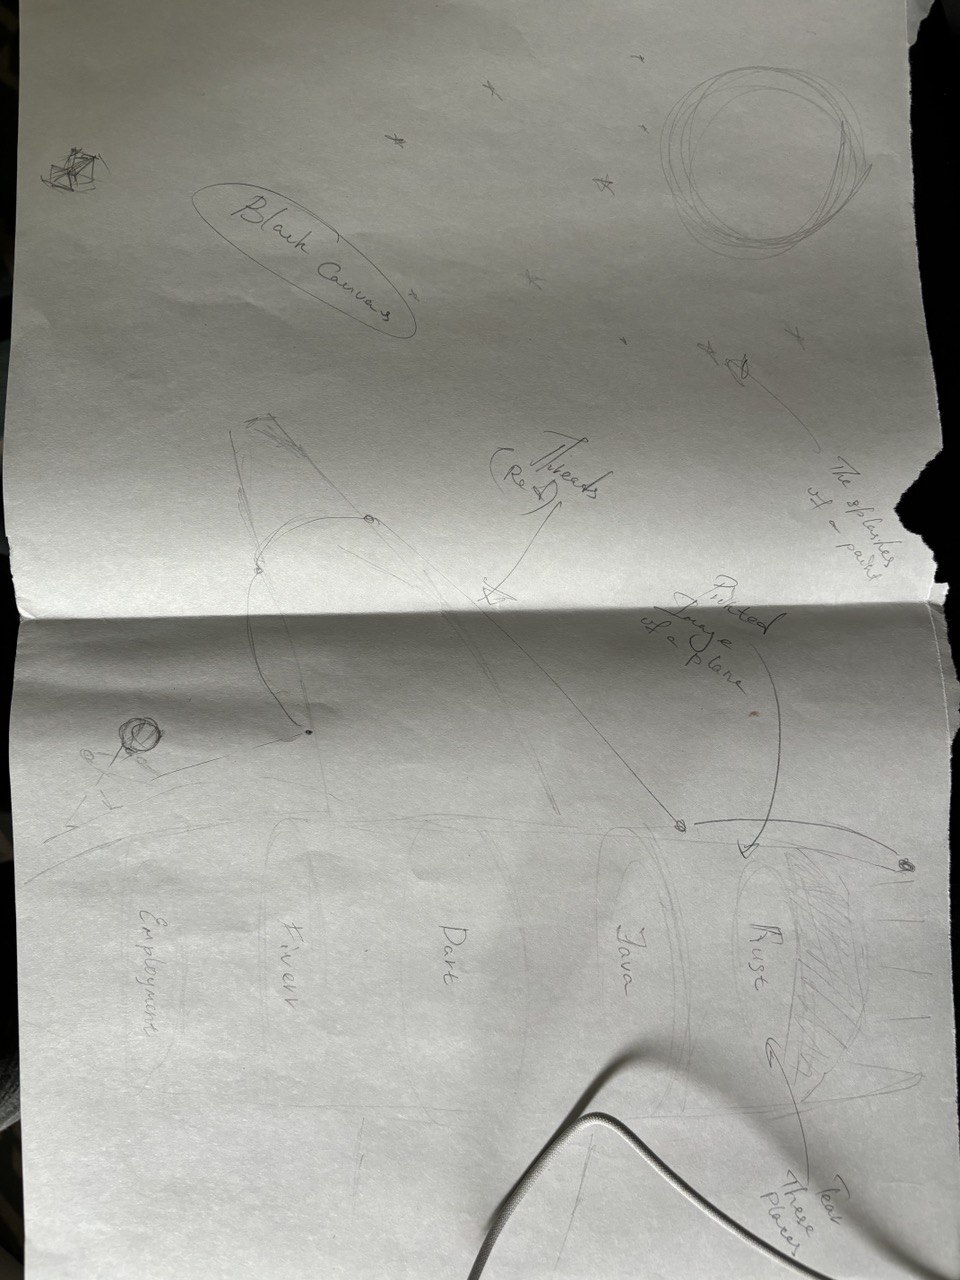 Black Canvas
Threads
(Red)
The splashes
of a paint
Printed
Image
of a plane
Employment
Fiverr
Dart
Java
Rust
Tear
These
places